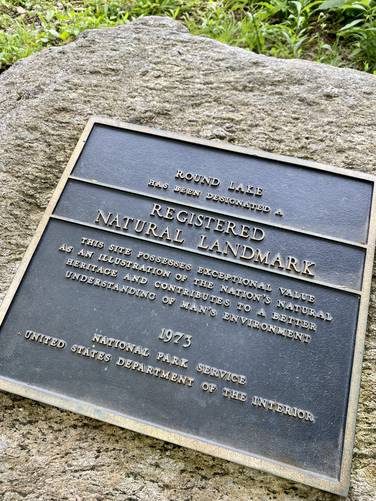 ROUND LAKE
HAS BEEN DESIGNATED A
REGISTERED
NATURAL LANDMARK
THIS SITE POSSESSES EXCEPTIONAL VALUE
AS AN ILLUSTRATION OF THE NATION'S NATURAL
HERITAGE AND CONTRIBUTES TO A BETTER
UNDERSTANDING OF MAN'S ENVIRONMENT
1973
NATIONAL PARK SERVICE
UNITED STATES DEPARTMENT OF THE INTERIOR